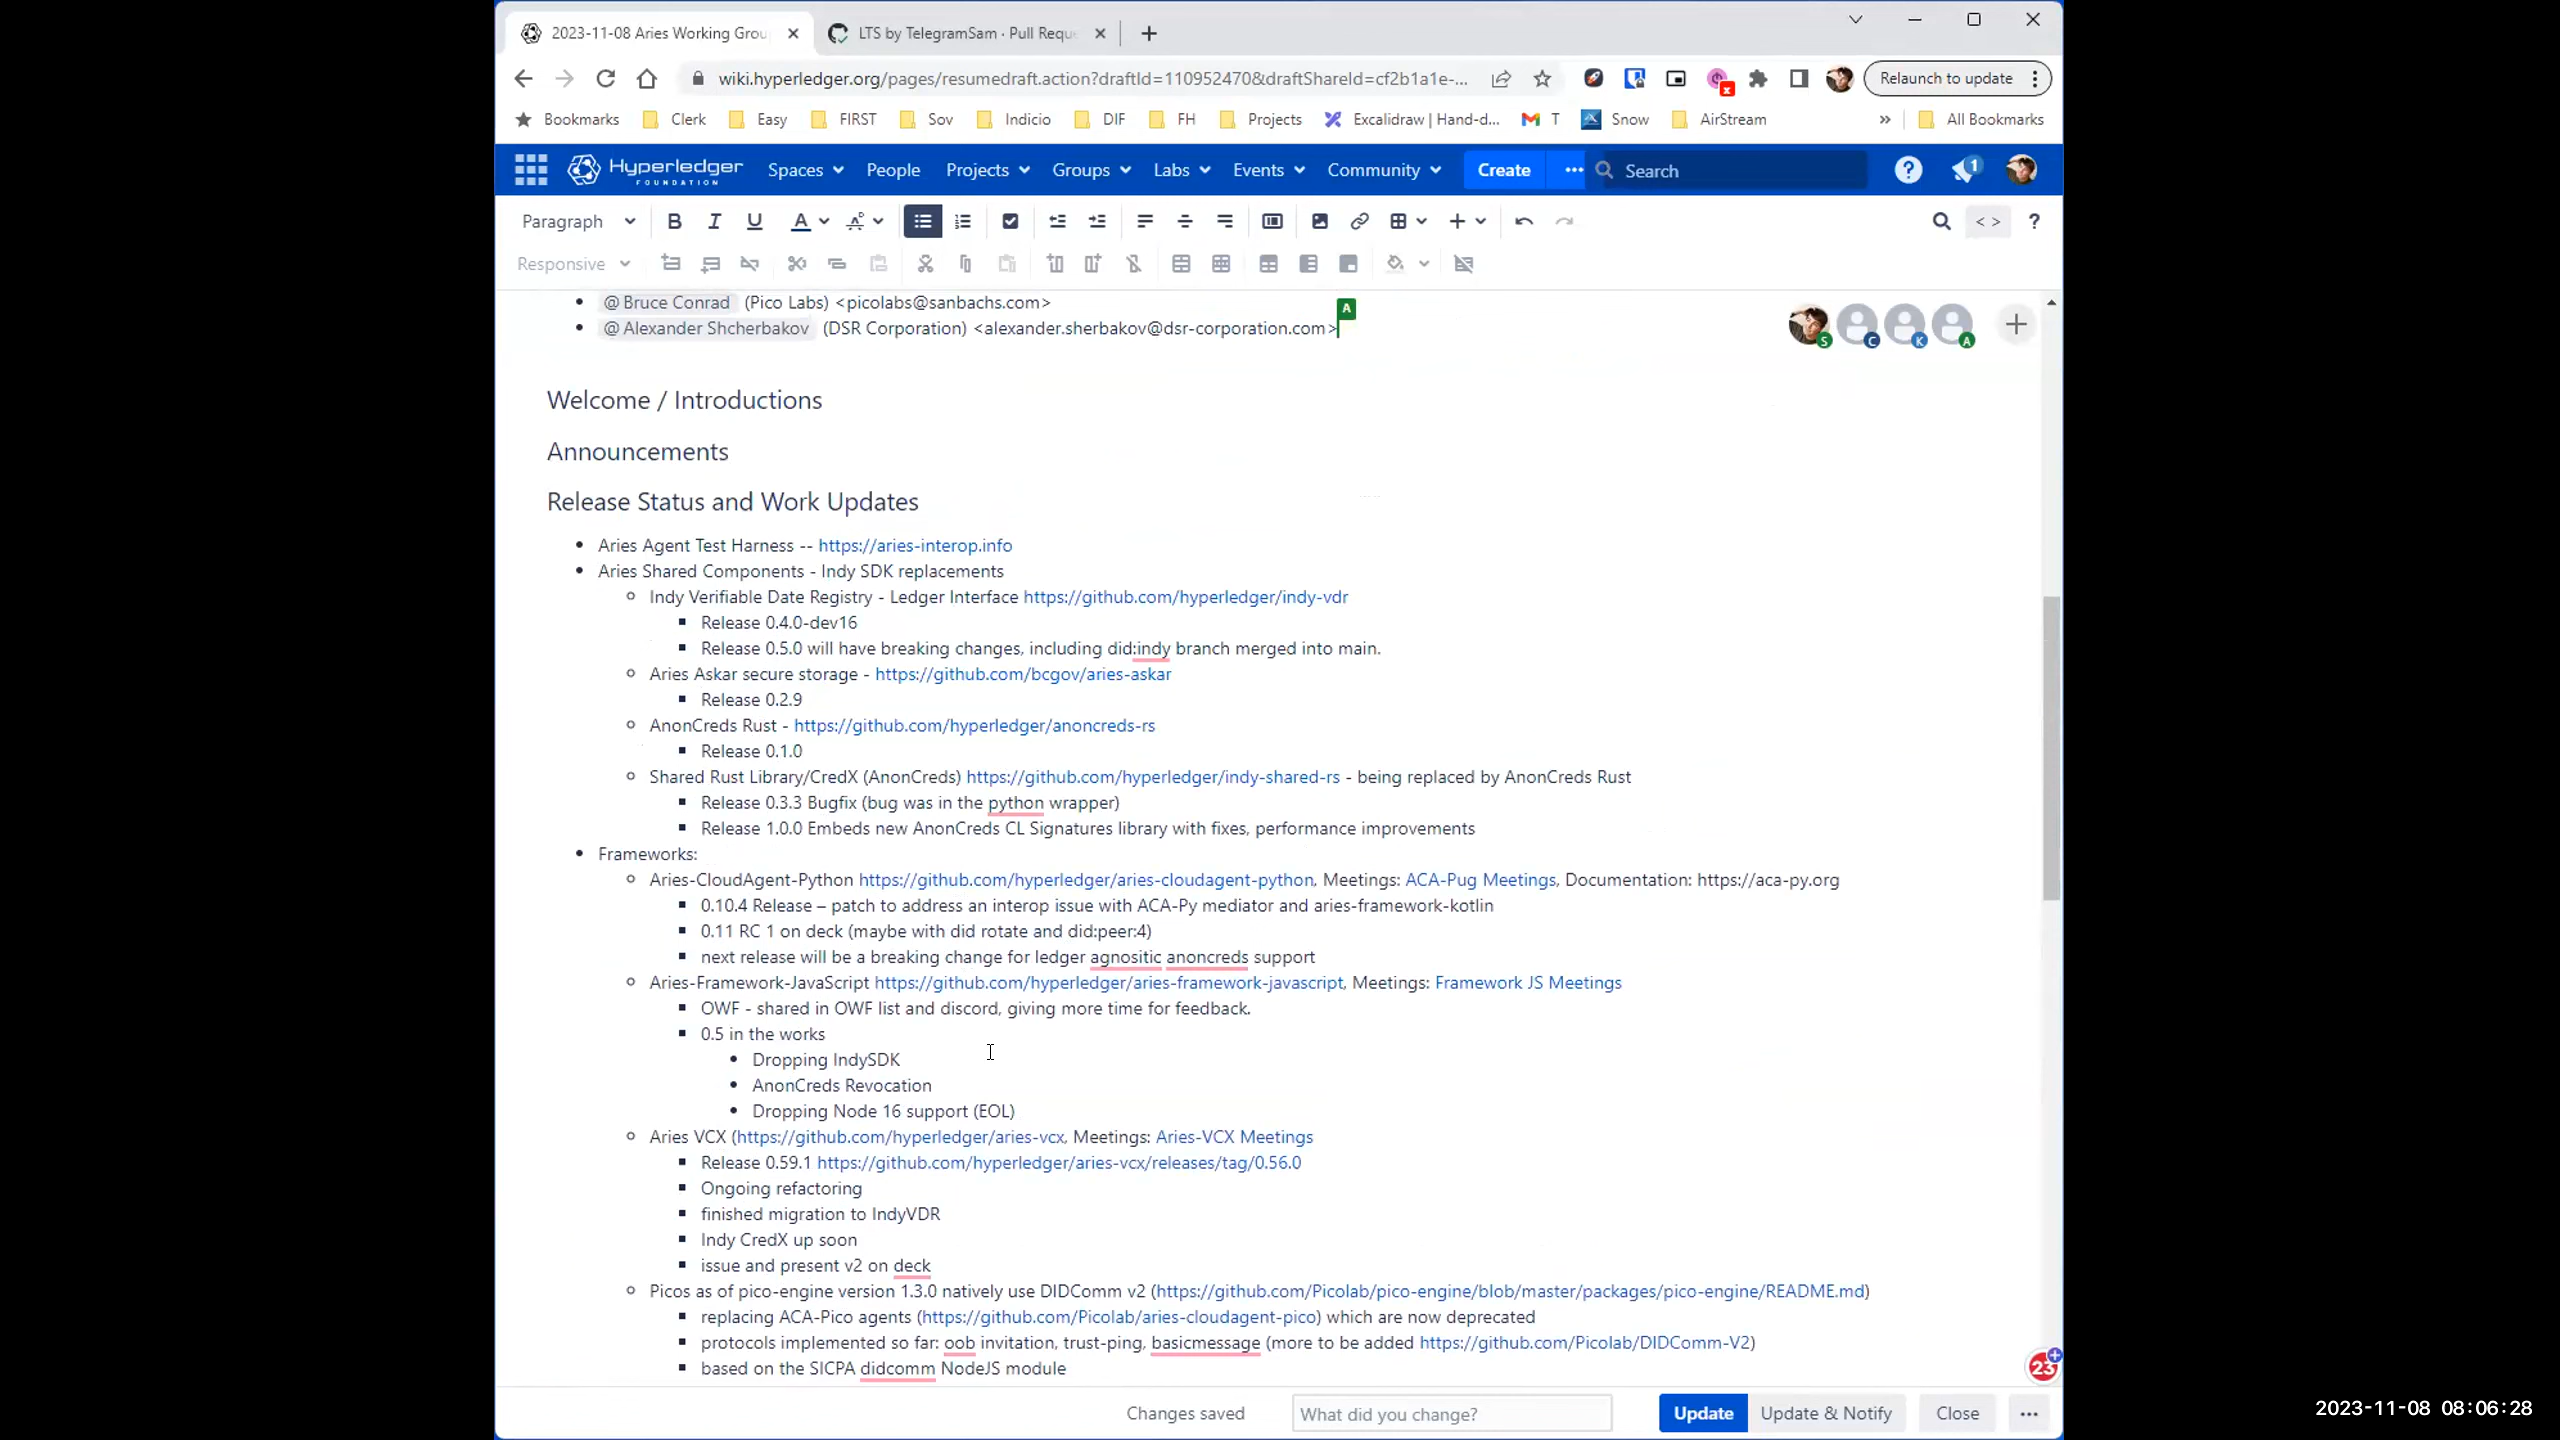 2023-11-08 Aries Working Grou
LTS by TelegramSam · Pull Requ
wiki.hyperledger.org/pages/resumedraft.action?draftId=110952470&draftShareId=cf2b1a1e-...
Relaunch to update
Bookmarks
Clerk
Easy
FIRST
Sov
Indicio
DIF
FH
Projects
Excalidraw | Hand-d...
T
Snow
AirStream
»
All Bookmarks
HYPERLEDGER FOUNDATION
Spaces
People
Projects
Groups
Labs
Events
Community
Create
Search
1
Paragraph
B I U A
< >
?
Responsive
@ Bruce Conrad (Pico Labs) <picolabs@sanbachs.com>
@ Alexander Shcherbakov (DSR Corporation) <alexander.sherbakov@dsr-corporation.com>
A
S C K A
Welcome / Introductions
Announcements
Release Status and Work Updates
Aries Agent Test Harness -- https://aries-interop.info
Aries Shared Components - Indy SDK replacements
Indy Verifiable Date Registry - Ledger Interface https://github.com/hyperledger/indy-vdr
Release 0.4.0-dev16
Release 0.5.0 will have breaking changes, including did:indy branch merged into main.
Aries Askar secure storage - https://github.com/bcgov/aries-askar
Release 0.2.9
AnonCreds Rust - https://github.com/hyperledger/anoncreds-rs
Release 0.1.0
Shared Rust Library/CredX (AnonCreds) https://github.com/hyperledger/indy-shared-rs - being replaced by AnonCreds Rust
Release 0.3.3 Bugfix (bug was in the python wrapper)
Release 1.0.0 Embeds new AnonCreds CL Signatures library with fixes, performance improvements
Frameworks:
Aries-CloudAgent-Python https://github.com/hyperledger/aries-cloudagent-python, Meetings: ACA-Pug Meetings, Documentation: https://aca-py.org
0.10.4 Release – patch to address an interop issue with ACA-Py mediator and aries-framework-kotlin
0.11 RC 1 on deck (maybe with did rotate and did:peer:4)
next release will be a breaking change for ledger agnositic anoncreds support
Aries-Framework-JavaScript https://github.com/hyperledger/aries-framework-javascript, Meetings: Framework JS Meetings
OWF - shared in OWF list and discord, giving more time for feedback.
0.5 in the works
Dropping IndySDK
AnonCreds Revocation
Dropping Node 16 support (EOL)
Aries VCX (https://github.com/hyperledger/aries-vcx, Meetings: Aries-VCX Meetings
Release 0.59.1 https://github.com/hyperledger/aries-vcx/releases/tag/0.56.0
Ongoing refactoring
finished migration to IndyVDR
Indy CredX up soon
issue and present v2 on deck
Picos as of pico-engine version 1.3.0 natively use DIDComm v2 (https://github.com/Picolab/pico-engine/blob/master/packages/pico-engine/README.md)
replacing ACA-Pico agents (https://github.com/Picolab/aries-cloudagent-pico) which are now deprecated
protocols implemented so far: oob invitation, trust-ping, basicmessage (more to be added https://github.com/Picolab/DIDComm-V2)
based on the SICPA didcomm NodeJS module
23
Changes saved
What did you change?
Update
Update & Notify
Close
2023-11-08 08:06:28